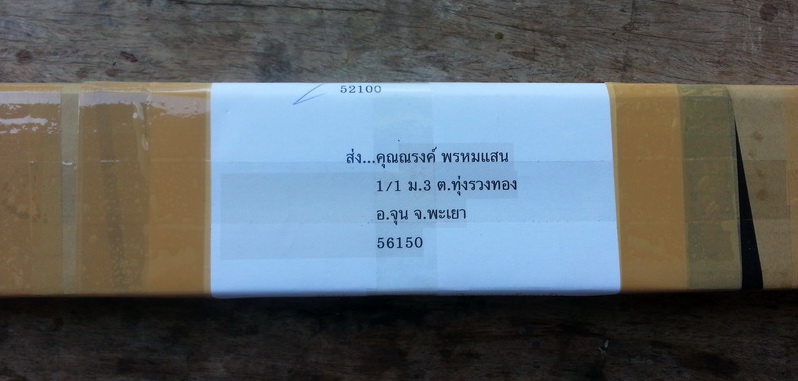 52100
ส่ง...คุณณรงค์ พรหมแสน
1/1 ม.3 ต.ทุ่งรวงทอง
อ.จุน จ.พะเยา
56150